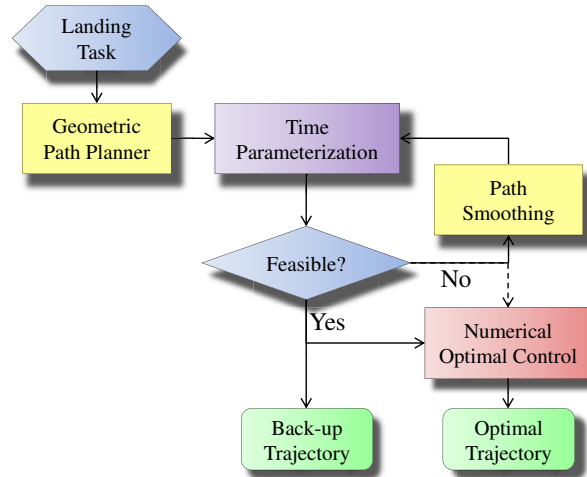 Landing
Task
Geometric
Path Planner
Time
Parameterization
Path
Smoothing
Feasible?
No
Yes
Numerical
Optimal Control
Back-up
Trajectory
Optimal
Trajectory